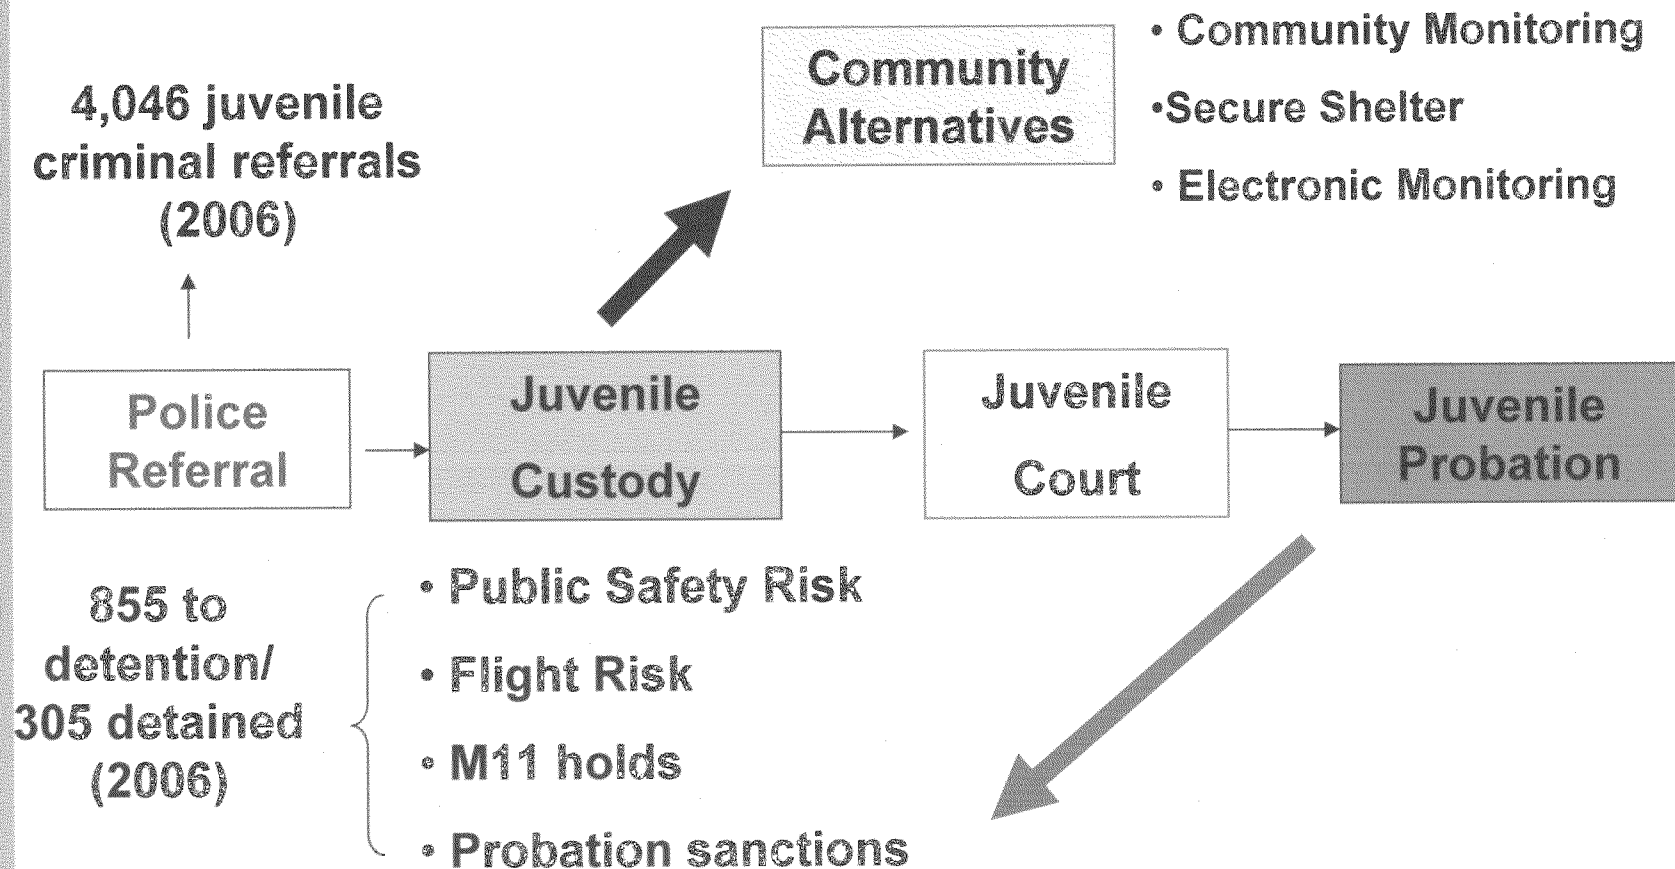 4,046 juvenile
criminal referrals
(2006)
Community
Alternatives
• Community Monitoring
•Secure Shelter
• Electronic Monitoring
Police
Referral
Juvenile
Custody
Juvenile
Court
Juvenile
Probation
855 to
detention/
305 detained
(2006)
• Public Safety Risk
• Flight Risk
• M11 holds
• Probation sanctions